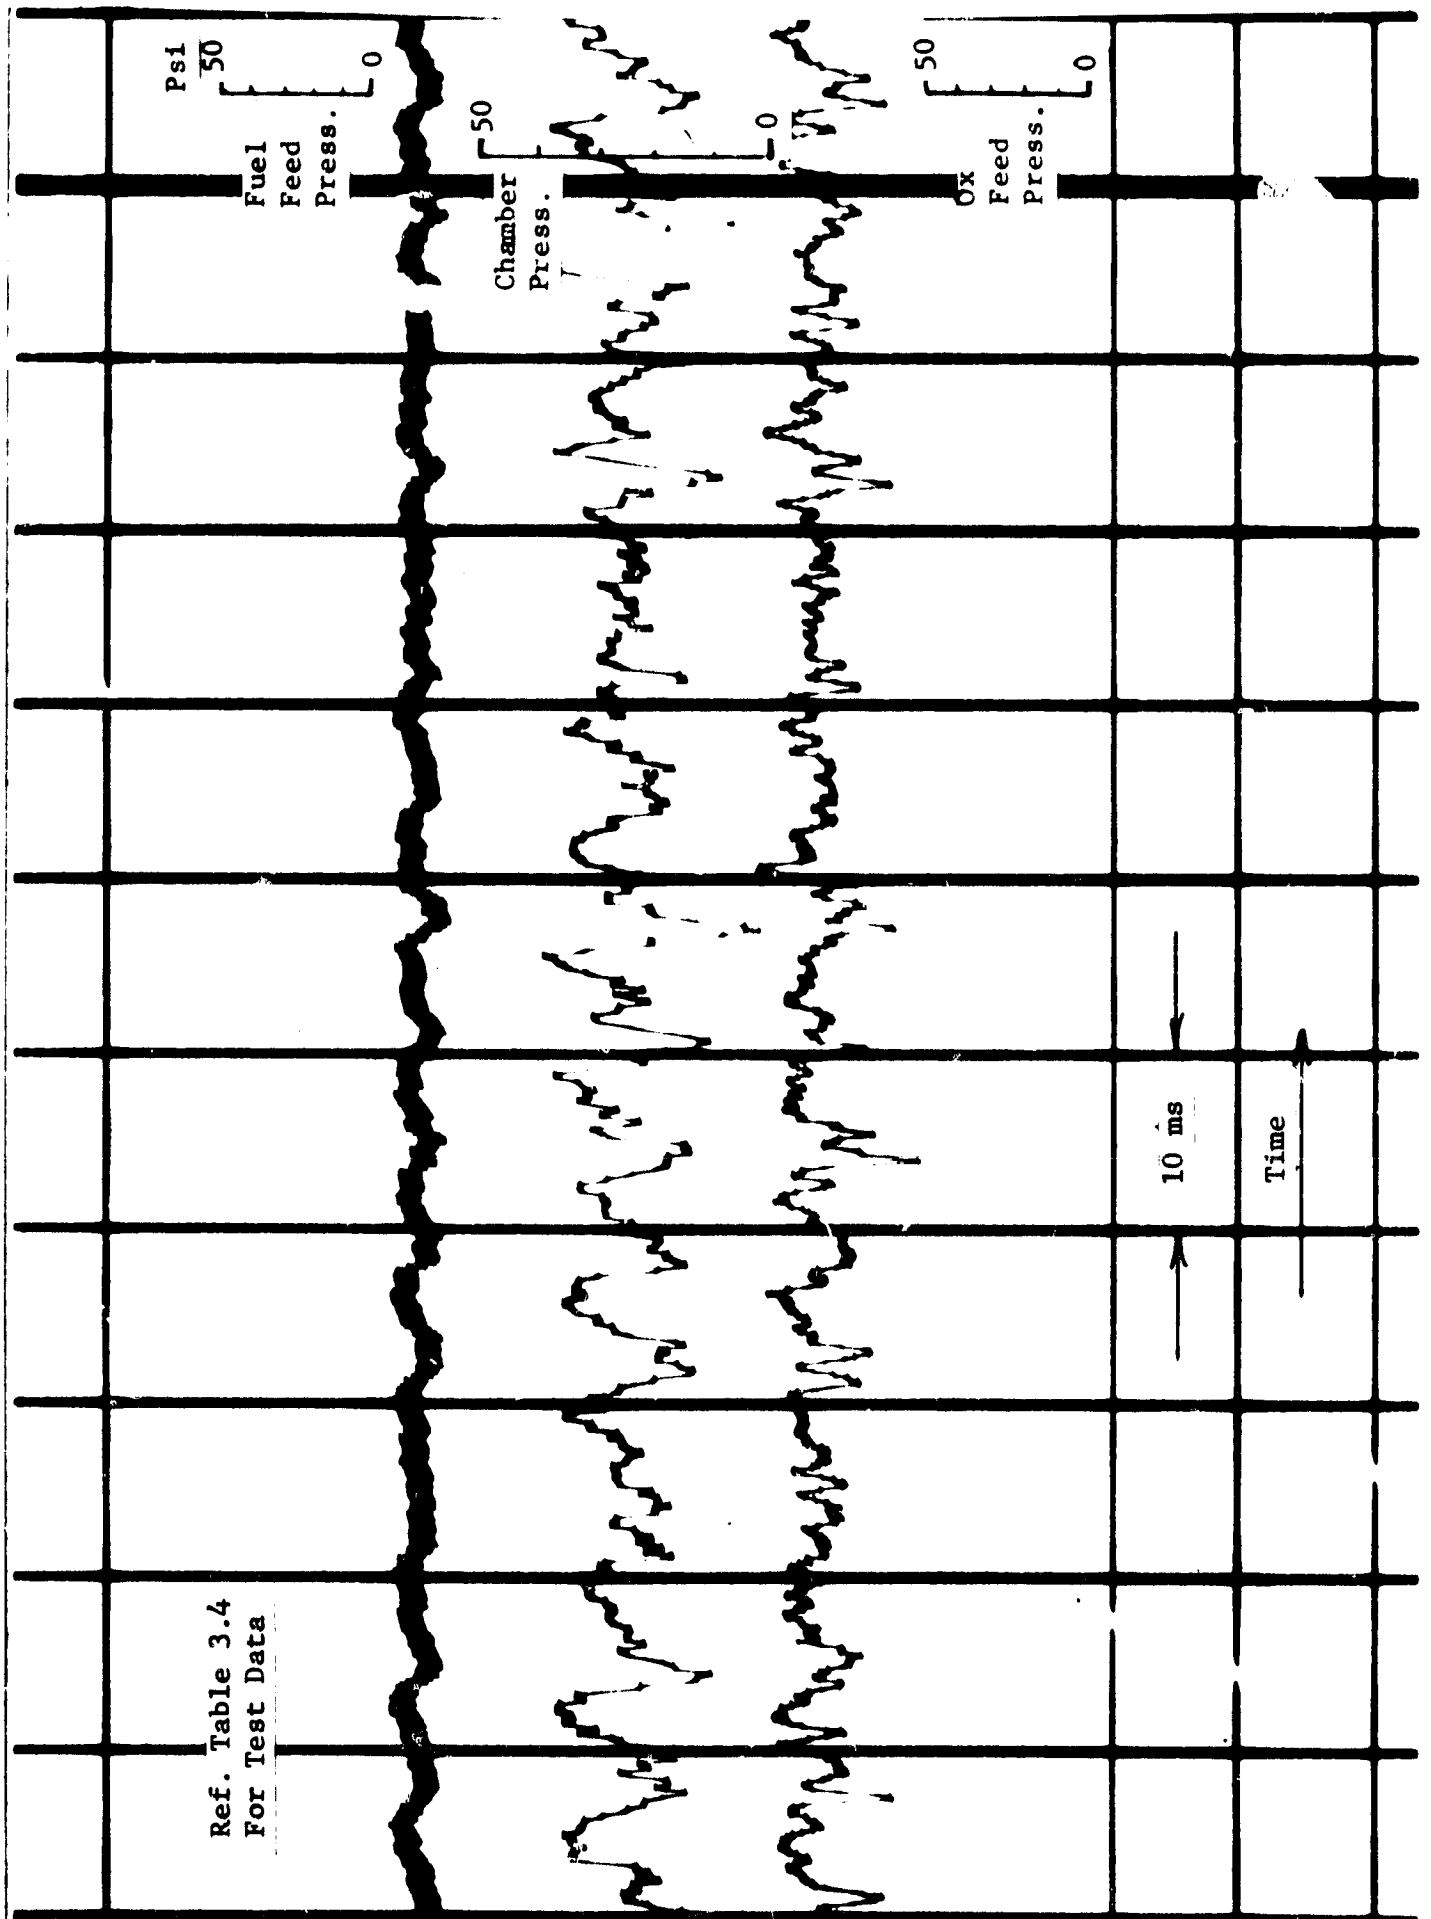 Ref. Table 3.4
For Test Data
Psi
50
0
Fuel
Feed
Press.
50
0
Chamber
Press.
50
0
Ox
Feed
Press.
10 ms
Time